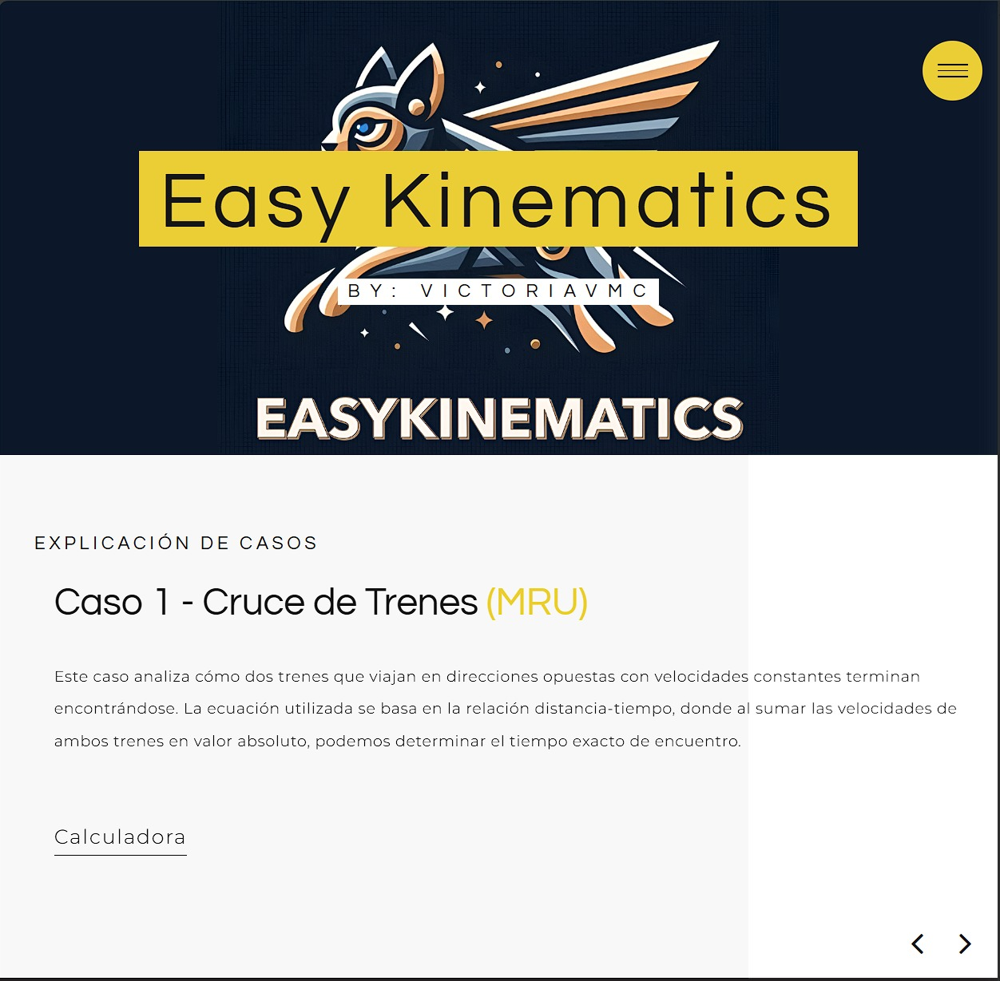 Easy Kinematics
BY: VICTORIAVMC
EASYKINEMATICS
EXPLICACIÓN DE CASOS
Caso 1 - Cruce de Trenes (MRU)
Este caso analiza cómo dos trenes que viajan en direcciones opuestas con velocidades constantes terminan
encontrándose. La ecuación utilizada se basa en la relación distancia-tiempo, donde al sumar las velocidades de
ambos trenes en valor absoluto, podemos determinar el tiempo exacto de encuentro.
Calculadora